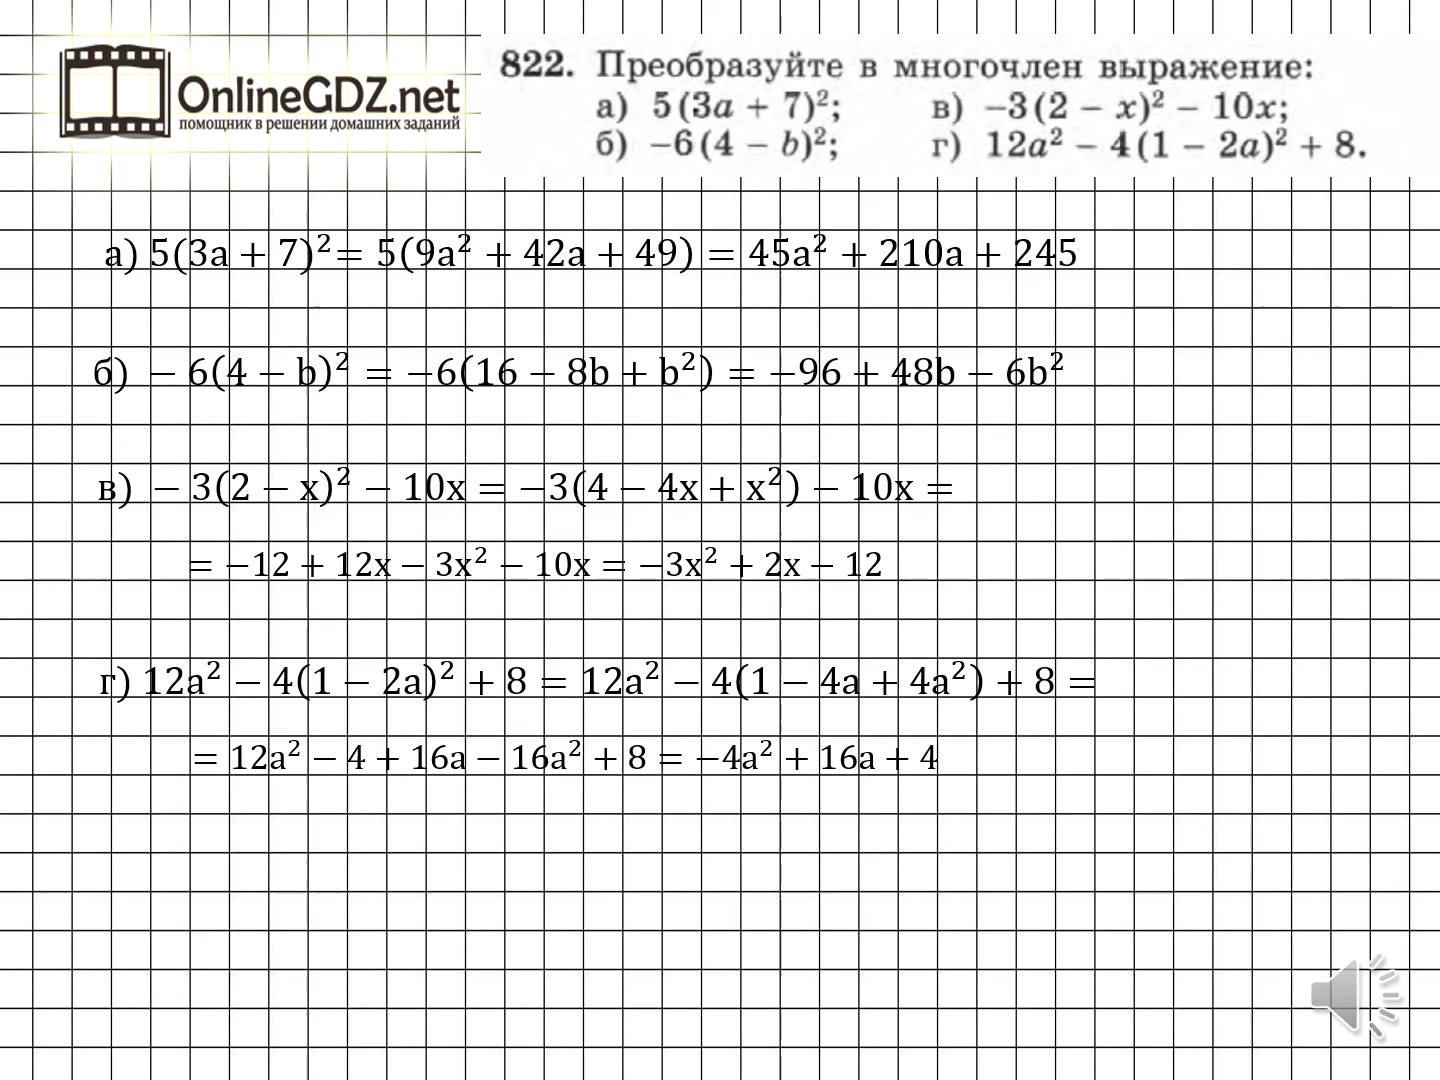 OnlineGDZ.net
помощник в решении домашних заданий
822. Преобразуйте в многочлен выражение:
а) 5(3a + 7)²; в) −3(2 − x)² − 10x;
б) −6(4 − b)²; г) 12a² − 4(1 − 2a)² + 8.
а) 5(3a + 7)² = 5(9a² + 42a + 49) = 45a² + 210a + 245
б) −6(4 − b)² = −6(16 − 8b + b²) = −96 + 48b − 6b²
в) −3(2 − x)² − 10x = −3(4 − 4x + x²) − 10x =
= −12 + 12x − 3x² − 10x = −3x² + 2x − 12
г) 12a² − 4(1 − 2a)² + 8 = 12a² − 4(1 − 4a + 4a²) + 8 =
= 12a² − 4 + 16a − 16a² + 8 = −4a² + 16a + 4